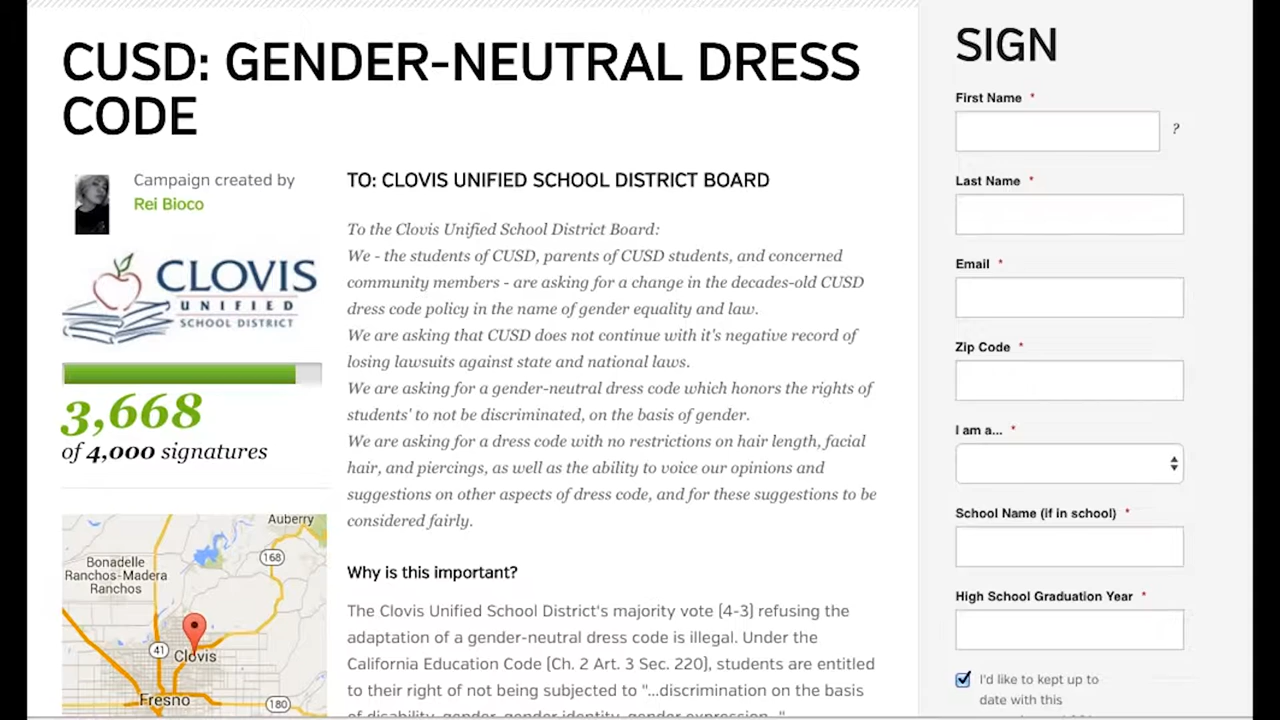 CUSD: GENDER-NEUTRAL DRESS
CODE
Campaign created by
Rei Bioco
CLOVIS
UNIFIED
SCHOOL DISTRICT
3,668
of 4,000 signatures
Auberry
168
Bonadelle
Ranchos-Madera
Ranchos
41
Clovis
Fresno
180
TO: CLOVIS UNIFIED SCHOOL DISTRICT BOARD
To the Clovis Unified School District Board:
We - the students of CUSD, parents of CUSD students, and concerned
community members - are asking for a change in the decades-old CUSD
dress code policy in the name of gender equality and law.
We are asking that CUSD does not continue with it's negative record of
losing lawsuits against state and national laws.
We are asking for a gender-neutral dress code which honors the rights of
students' to not be discriminated, on the basis of gender.
We are asking for a dress code with no restrictions on hair length, facial
hair, and piercings, as well as the ability to voice our opinions and
suggestions on other aspects of dress code, and for these suggestions to be
considered fairly.
Why is this important?
The Clovis Unified School District's majority vote (4-3) refusing the
adaptation of a gender-neutral dress code is illegal. Under the
California Education Code (Ch. 2 Art. 3 Sec. 220), students are entitled
to their right of not being subjected to "...discrimination on the basis
of disability, gender, gender identity, gender expression..."
SIGN
First Name *
?
Last Name *
Email *
Zip Code *
I am a... *
School Name (if in school) *
High School Graduation Year *
I'd like to kept up to
date with this